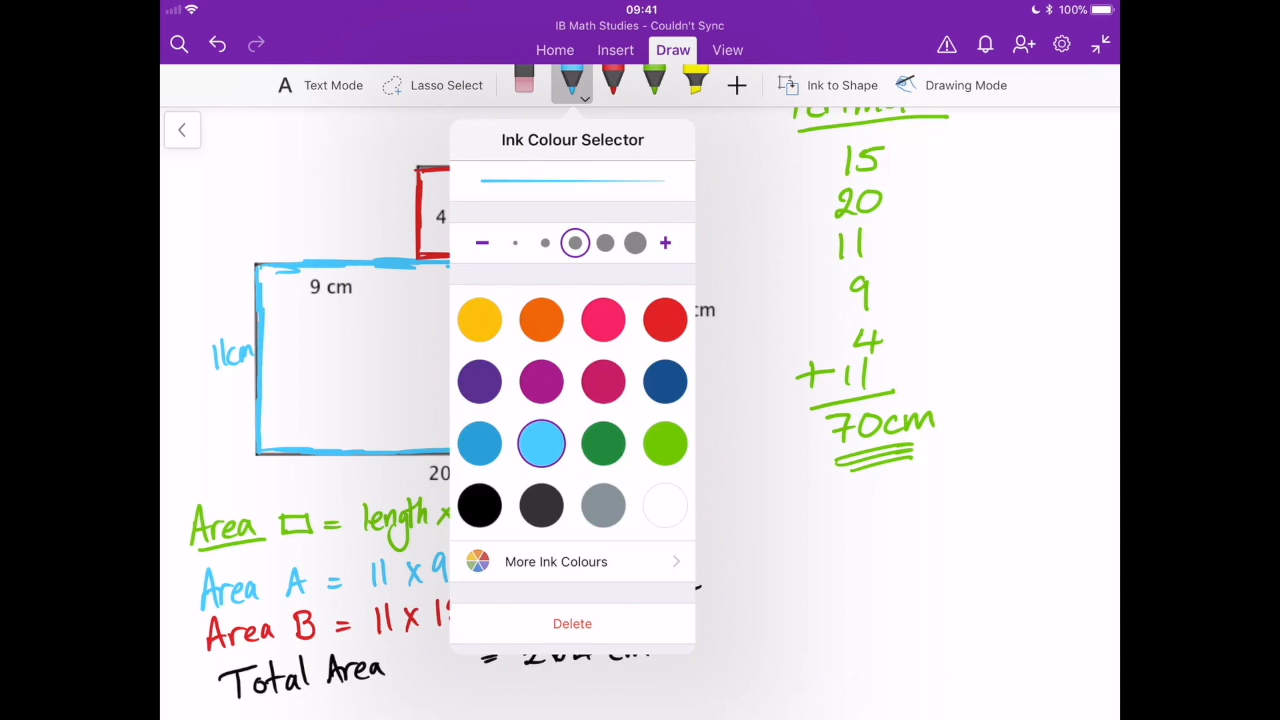 09:41
100%
IB Math Studies - Couldn't Sync
Home Insert Draw View
A Text Mode Lasso Select Ink to Shape Drawing Mode
Ink Colour Selector
15
20
11
9
4
+ 11
70cm
4
9 cm
cm
11cm
20
More Ink Colours
Delete
Area □ = length x
Area A = 11 x 9
Area B = 11 x
Total Area =